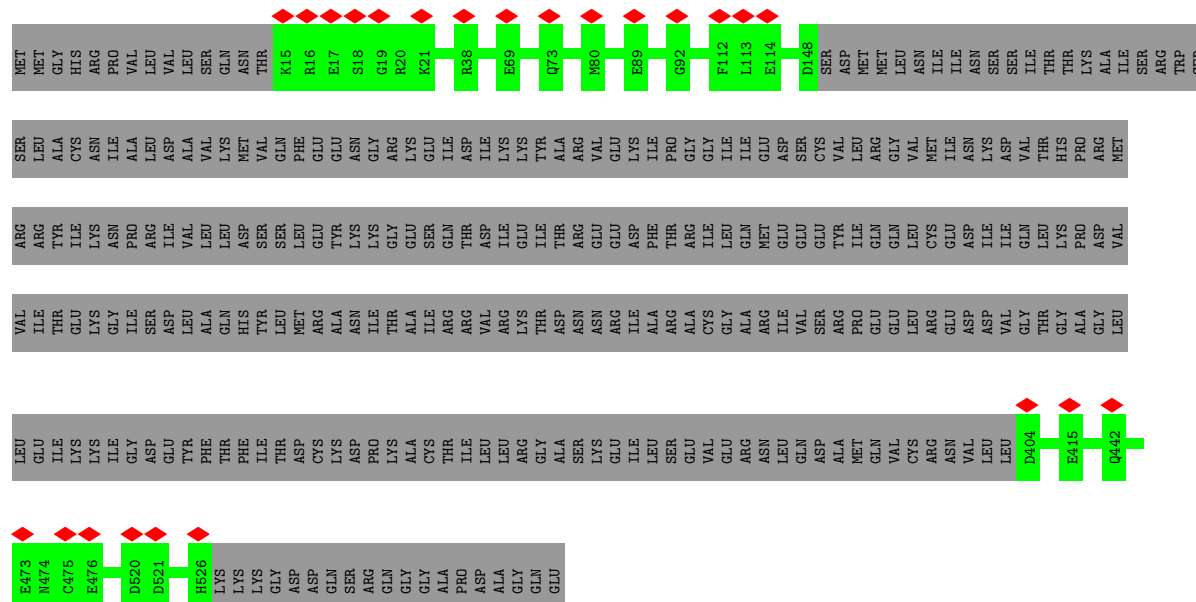 MET MET GLY HIS ARG PRO VAL LEU VAL LEU SER GLN ASN THR K15 R16 E17 S18 G19 R20 K21 R38 E69 Q73 M80 E89 G92 F112 L113 E114 D148 SER ASP MET MET LEU ASN ILE ILE ASN SER SER ILE THR THR LYS ALA ILE SER ARG TRP
SER LEU ALA CYS ASN ILE ALA LEU ASP ALA VAL LYS MET VAL GLN PHE GLU GLU ASN GLY ARG LYS GLU ILE ASP ILE LYS LYS TYR ALA ARG VAL GLU LYS ILE PRO GLY GLY ILE ILE GLU ASP SER CYS VAL LEU ARG GLY VAL MET ILE ASN LYS ASP VAL THR HIS PRO ARG MET
ARG ARG TYR ILE LYS ASN PRO ARG ILE VAL LEU LEU ASP SER SER LEU GLU TYR LYS LYS GLY GLU SER GLN THR ASP ILE GLU ILE THR ARG GLU GLU ASP PHE THR ARG ILE LEU GLN MET GLU GLU GLU TYR ILE GLN GLN LEU CYS GLU ASP ILE ILE GLN LEU LYS PRO ASP VAL
VAL ILE THR GLU LYS GLY ILE SER ASP LEU ALA GLN HIS TYR LEU MET ARG ALA ASN ILE THR ALA ILE ARG ARG VAL ARG LYS THR ASP ASN ASN ARG ILE ALA ARG ALA CYS GLY ALA ARG ILE VAL SER ARG PRO GLU GLU LEU ARG GLU ASP ASP VAL GLY THR GLY ALA GLY LEU
LEU GLU ILE LYS LYS ILE GLY ASP GLU TYR PHE THR PHE ILE THR ASP CYS LYS ASP PRO LYS ALA CYS THR ILE LEU LEU ARG GLY ALA SER LYS GLU ILE LEU SER GLU VAL GLU ARG ASN LEU GLN ASP ALA MET GLN VAL CYS ARG ASN VAL LEU LEU D404 E415 Q442
E473 N474 C475 E476 D520 D521 H526 LYS LYS LYS GLY ASP ASP GLN SER ARG GLN GLY GLY ALA PRO ASP ALA GLY GLN GLU